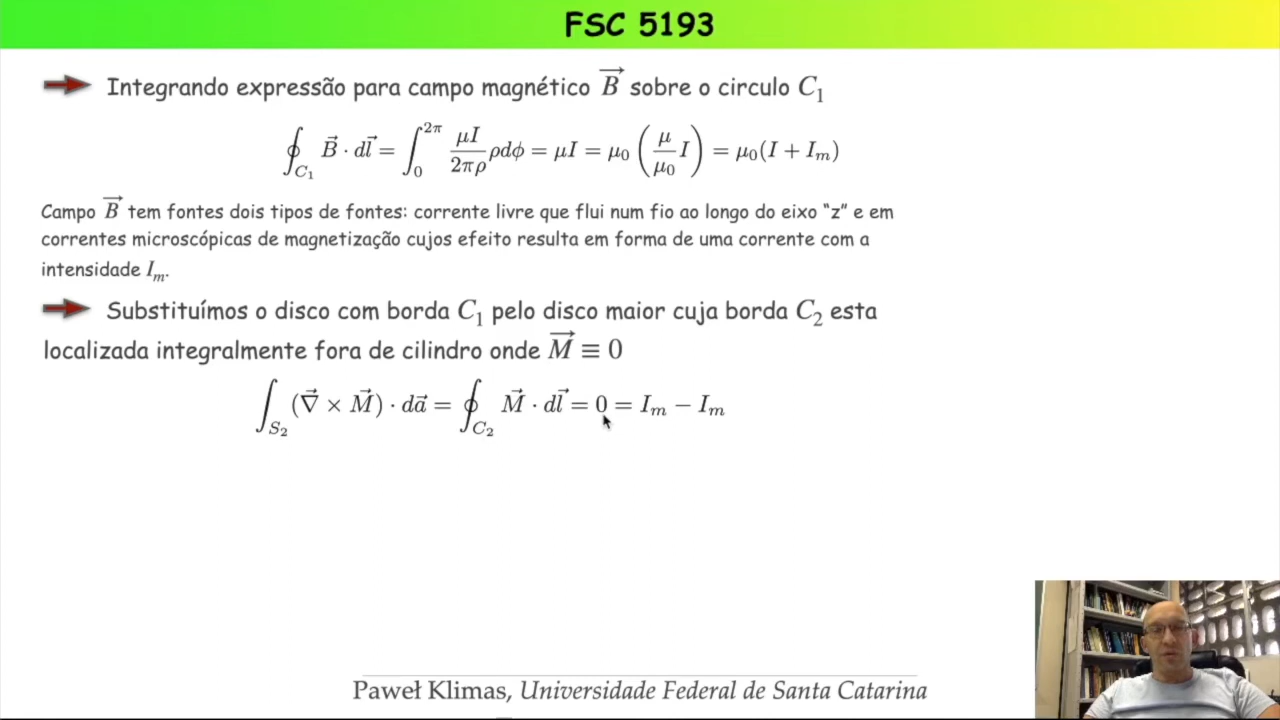 FSC 5193
Integrando expressão para campo magnético $\vec{B}$ sobre o circulo $C_1$
$\oint_{C_1} \vec{B} \cdot d\vec{l} = \int_0^{2\pi} \frac{\mu I}{2\pi\rho} \rho d\phi = \mu I = \mu_0 \left( \frac{\mu}{\mu_0} I \right) = \mu_0 (I + I_m)$
Campo $\vec{B}$ tem fontes dois tipos de fontes: corrente livre que flui num fio ao longo do eixo “z” e em
correntes microscópicas de magnetização cujos efeito resulta em forma de uma corrente com a
intensidade $I_m$.
Substituímos o disco com borda $C_1$ pelo disco maior cuja borda $C_2$ esta
localizada integralmente fora de cilindro onde $\vec{M} \equiv 0$
$\int_{S_2} (\vec{\nabla} \times \vec{M}) \cdot d\vec{a} = \oint_{C_2} \vec{M} \cdot d\vec{l} = 0 = I_m - I_m$
Paweł Klimas, Universidade Federal de Santa Catarina